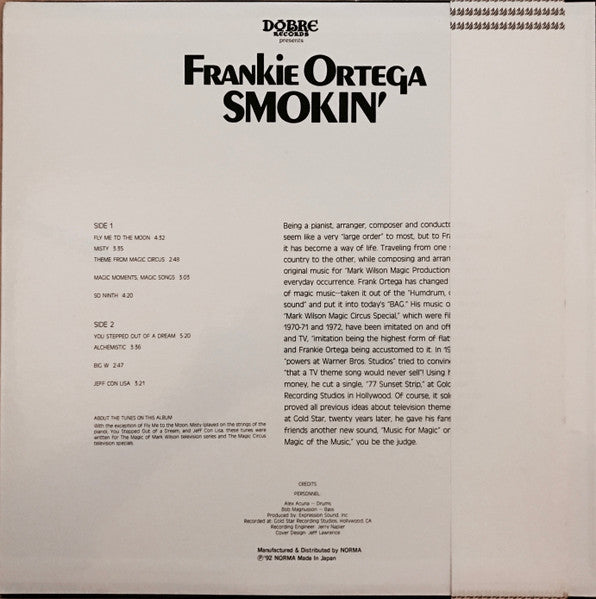 DOBRE
RECORDS
presents
FRANKIE ORTEGA
SMOKIN'
SIDE 1
FLY ME TO THE MOON 4:32
MISTY 3:35
THEME FROM MAGIC CIRCUS 2:48
MAGIC MOMENTS, MAGIC SONGS 3:03
SO NINTH 4:20
SIDE 2
YOU STEPPED OUT OF A DREAM 5:20
ALCHEMISTIC 3:36
BIG W 2:47
JEFF CON LISA 3:21
ABOUT THE TUNES ON THIS ALBUM
With the exception of Fly Me to the Moon, Misty (played on the strings of the
piano), You Stepped Out of a Dream, and Jeff Con Lisa, these tunes were
written for The Magic of Mark Wilson television series and The Magic Circus
television specials.
Being a pianist, arranger, composer and
seem like a very "large order" to most, but to
it has become a way of life. Traveling from one
country to the other, while composing and
original music for "Mark Wilson Magic
everyday occurrence. Frank Ortega has changed
of magic music—taken it out of the "Humdrum,
sound" and put it into today's "BAG." His music
"Mark Wilson Magic Circus Special," which were
1970-71 and 1972, have been imitated on and
and TV, "imitation being the highest form of
and Frankie Ortega being accustomed to it. In
"powers at Warner Bros. Studios" tried to
"that a TV theme song would never sell"! Using
money, he cut a single, "77 Sunset Strip," at Gold
Recording Studios in Hollywood. Of course, it
proved all previous ideas about television
at Gold Star, twenty years later, he gave his
friends another new sound, "Music for Magic"
Magic of the Music," you be the judge.
CREDITS
PERSONNEL
Alex Acuna — Drums
Bob Magnusson — Bass
Produced by: Expression Sound, Inc
Recorded at: Gold Star Recording Studios, Hollywood, CA
Recording Engineer: Jerry Napier
Cover Design: Jeff Lawrence
Manufactured & Distributed by NORMA
℗'92 NORMA Made In Japan